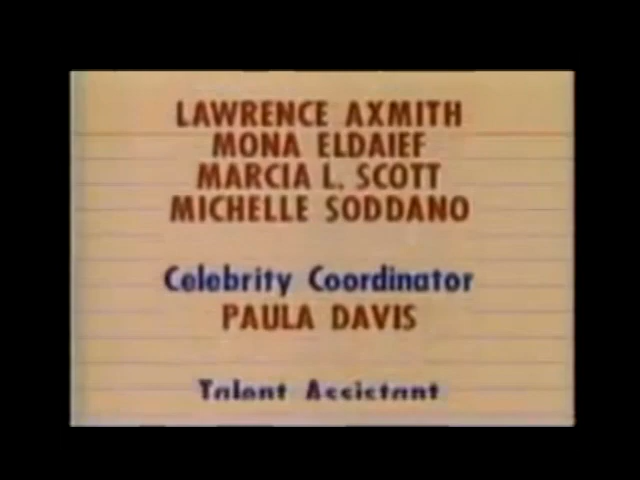 LAWRENCE AXMITH
MONA ELDAIEF
MARCIA L. SCOTT
MICHELLE SODDANO
Celebrity Coordinator
PAULA DAVIS
Talent Assistant